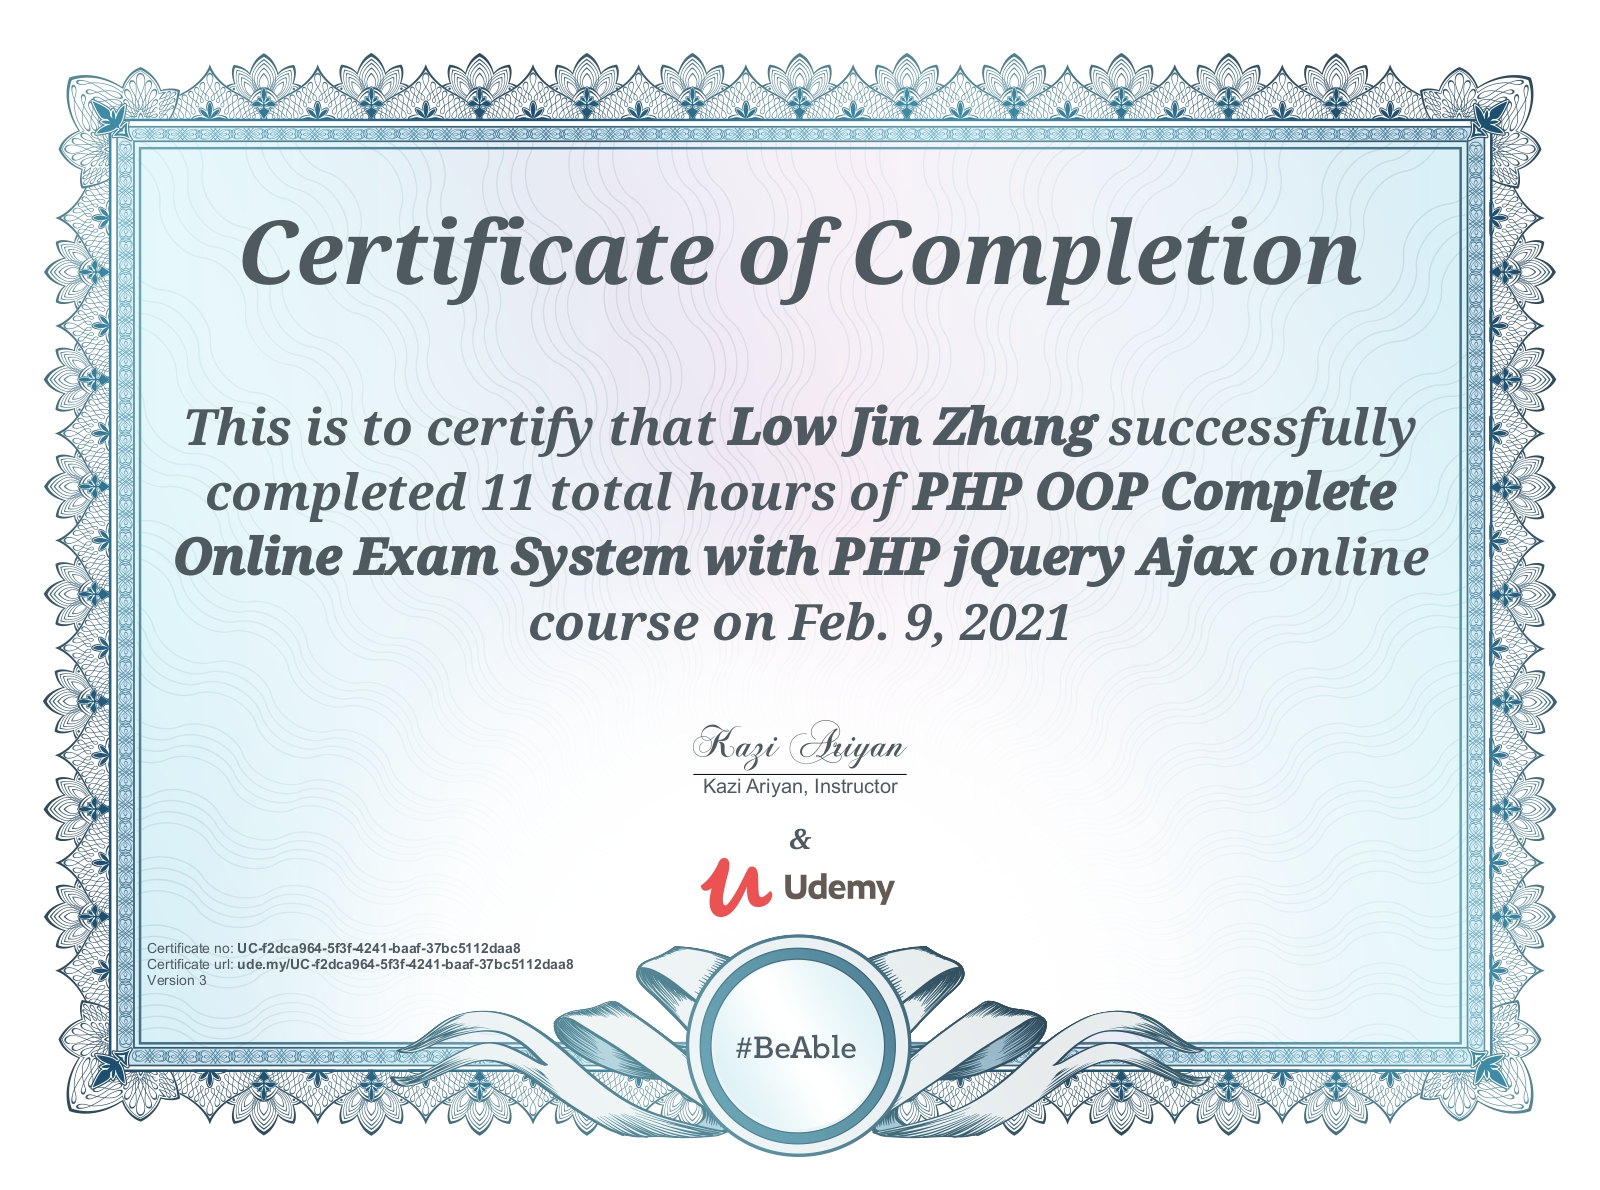 Certificate of Completion
This is to certify that Low Jin Zhang successfully
completed 11 total hours of PHP OOP Complete
Online Exam System with PHP jQuery Ajax online
course on Feb. 9, 2021
Kazi Ariyan
Kazi Ariyan, Instructor
&
Udemy
Certificate no: UC-f2dca964-5f3f-4241-baaf-37bc5112daa8
Certificate url: ude.my/UC-f2dca964-5f3f-4241-baaf-37bc5112daa8
Version 3
#BeAble